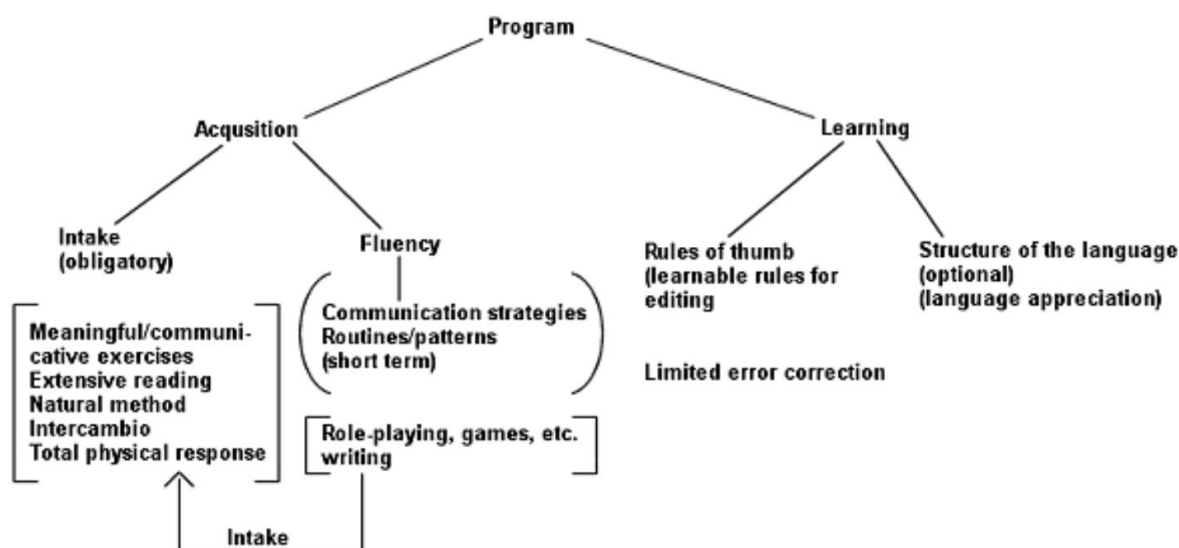 Program
Acqusition
Learning
Intake
(obligatory)
Fluency
Rules of thumb
(learnable rules for
editing
Structure of the language
(optional)
(language appreciation)
Meaningful/communi-
cative exercises
Extensive reading
Natural method
Intercambio
Total physical response
Communication strategies
Routines/patterns
(short term)
Limited error correction
Role-playing, games, etc.
writing
Intake